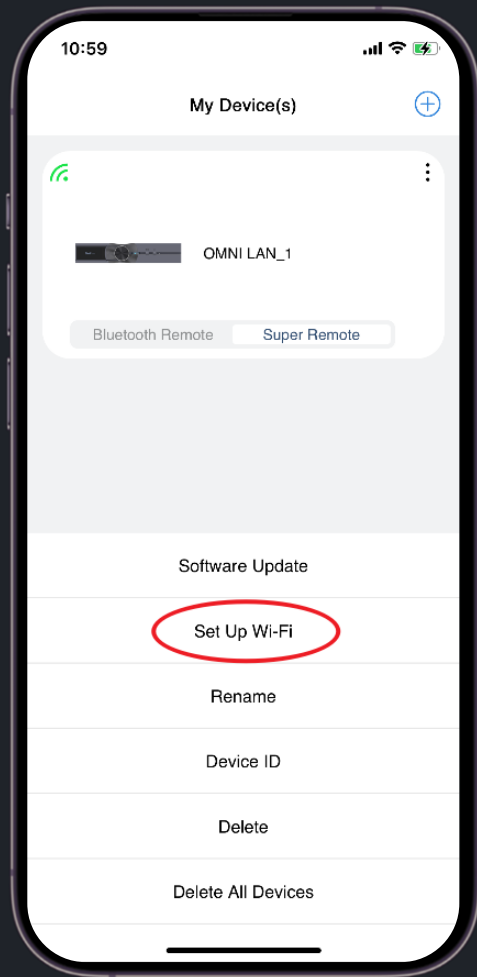 10:59
My Device(s)
OMNI LAN_1
Bluetooth Remote Super Remote
Software Update
Set Up Wi-Fi
Rename
Device ID
Delete
Delete All Devices